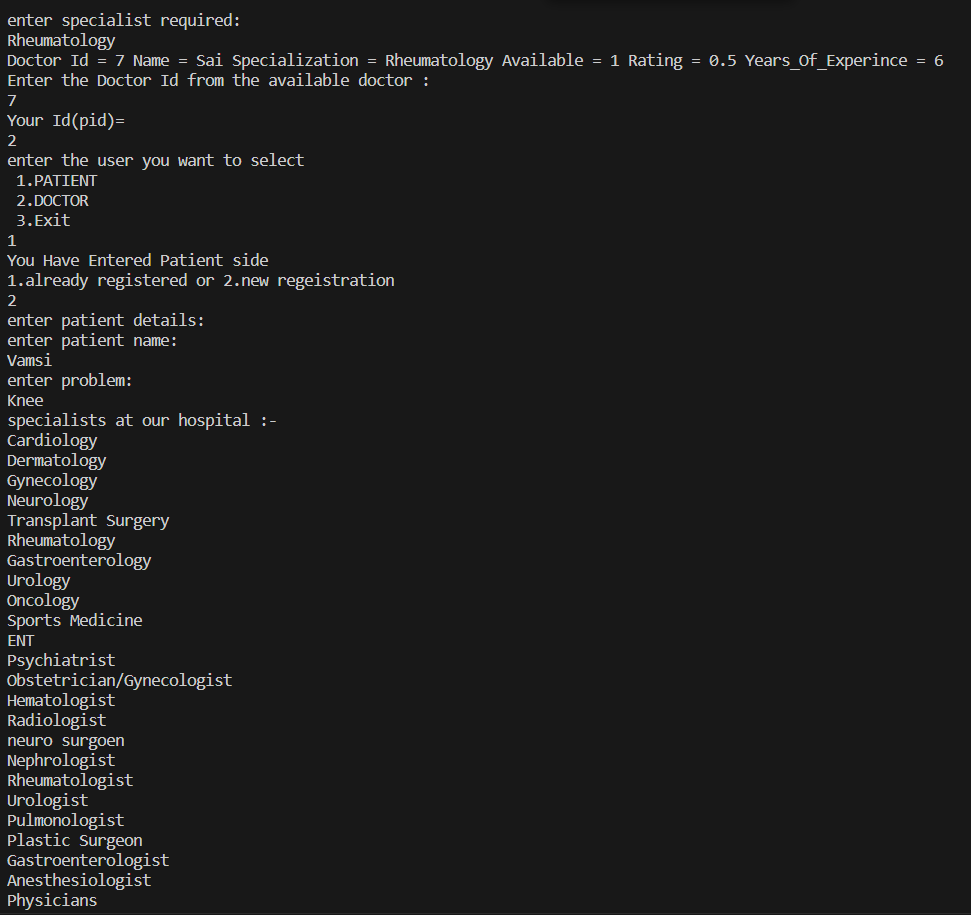 enter specialist required:
Rheumatology
Doctor Id = 7 Name = Sai Specialization = Rheumatology Available = 1 Rating = 0.5 Years_Of_Experince = 6
Enter the Doctor Id from the available doctor :
7
Your Id(pid)=
2
enter the user you want to select
1.PATIENT
2.DOCTOR
3.Exit
1
You Have Entered Patient side
1.already registered or 2.new regeistration
2
enter patient details:
enter patient name:
Vamsi
enter problem:
Knee
specialists at our hospital :-
Cardiology
Dermatology
Gynecology
Neurology
Transplant Surgery
Rheumatology
Gastroenterology
Urology
Oncology
Sports Medicine
ENT
Psychiatrist
Obstetrician/Gynecologist
Hematologist
Radiologist
neuro surgoen
Nephrologist
Rheumatologist
Urologist
Pulmonologist
Plastic Surgeon
Gastroenterologist
Anesthesiologist
Physicians